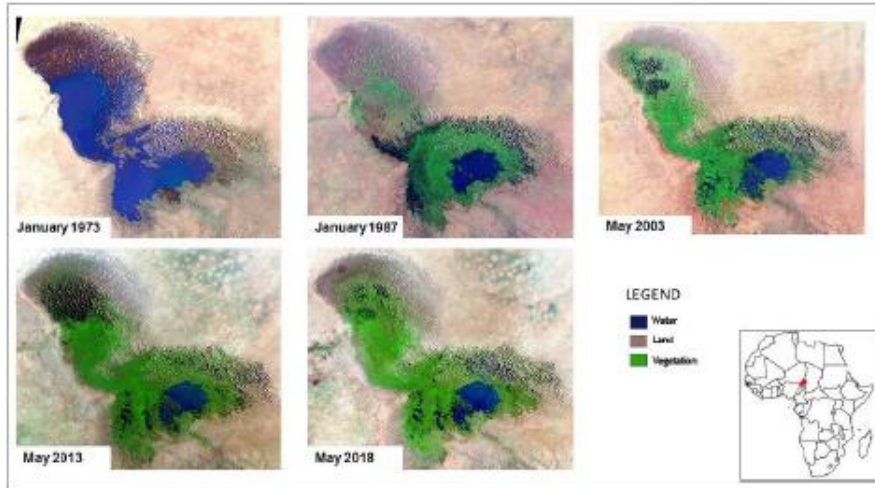 January 1973
January 1987
May 2003
May 2013
May 2018
LEGEND
Water
Land
Vegetation